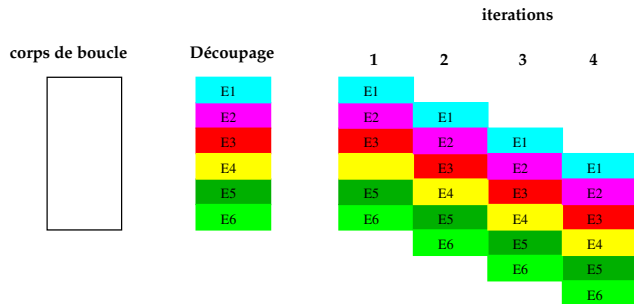 iterations
corps de boucle Découpage 1 2 3 4
E1 E1
E2 E2 E1
E3 E3 E2 E1
E4 E3 E2 E1
E5 E5 E4 E3 E2
E6 E6 E5 E4 E3
E6 E5 E4
E6 E5
E6